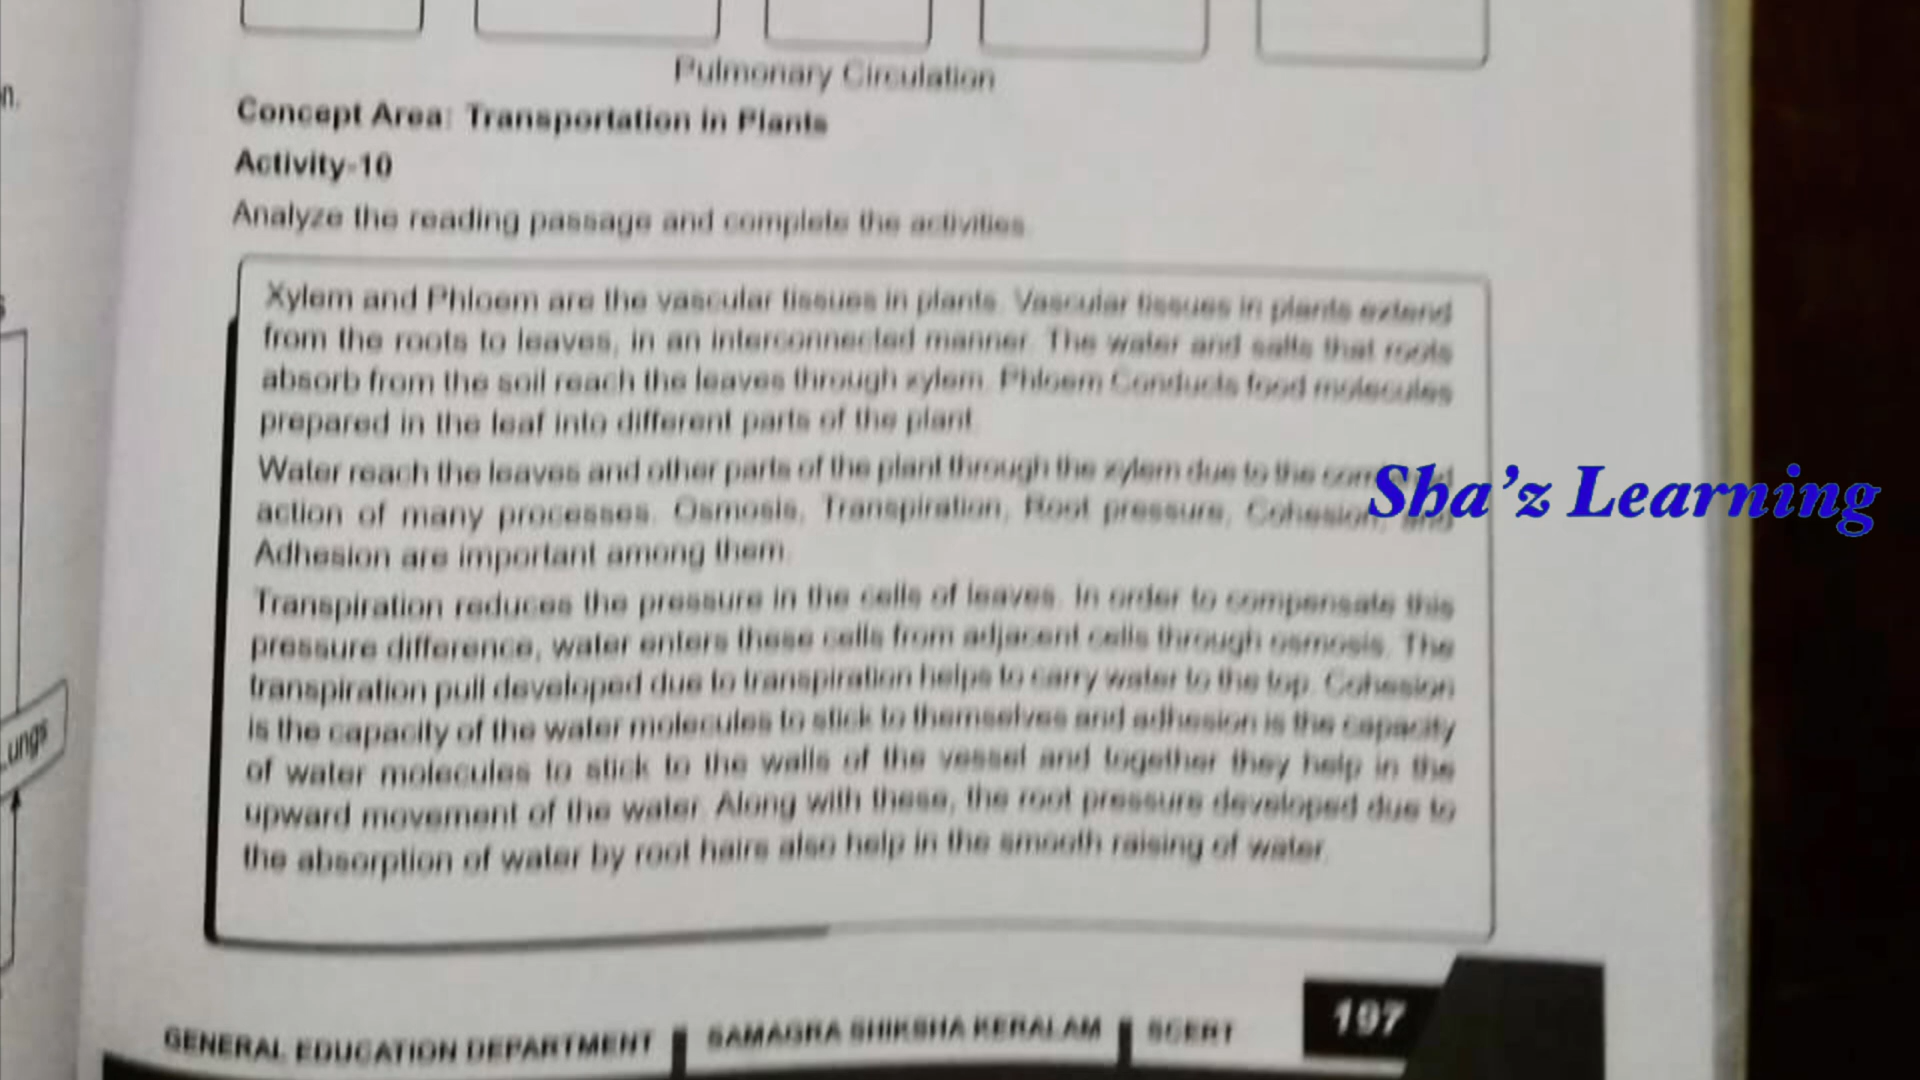 n.
Pulmonary Circulation
Concept Area: Transportation in Plants
Activity-10
Analyze the reading passage and complete the activities.
Xylem and Phloem are the vascular tissues in plants. Vascular tissues in plants extend
from the roots to leaves, in an interconnected manner. The water and salts that roots
absorb from the soil reach the leaves through xylem. Phloem Conducts food molecules
prepared in the leaf into different parts of the plant.
Water reach the leaves and other parts of the plant through the xylem due to the
action of many processes. Osmosis, Transpiration, Root pressure, Cohesion, and
Adhesion are important among them.
Sha'z Learning
Transpiration reduces the pressure in the cells of leaves. In order to compensate this
pressure difference, water enters these cells from adjacent cells through osmosis. The
transpiration pull developed due to transpiration helps to carry water to the top. Cohesion
is the capacity of the water molecules to stick to themselves and adhesion is the capacity
of water molecules to stick to the walls of the vessel and together they help in the
upward movement of the water. Along with these, the root pressure developed due to
the absorption of water by root hairs also help in the smooth raising of water.
Lungs
GENERAL EDUCATION DEPARTMENT SAMAGRA SHIKSHA KERALAM SCERT
197